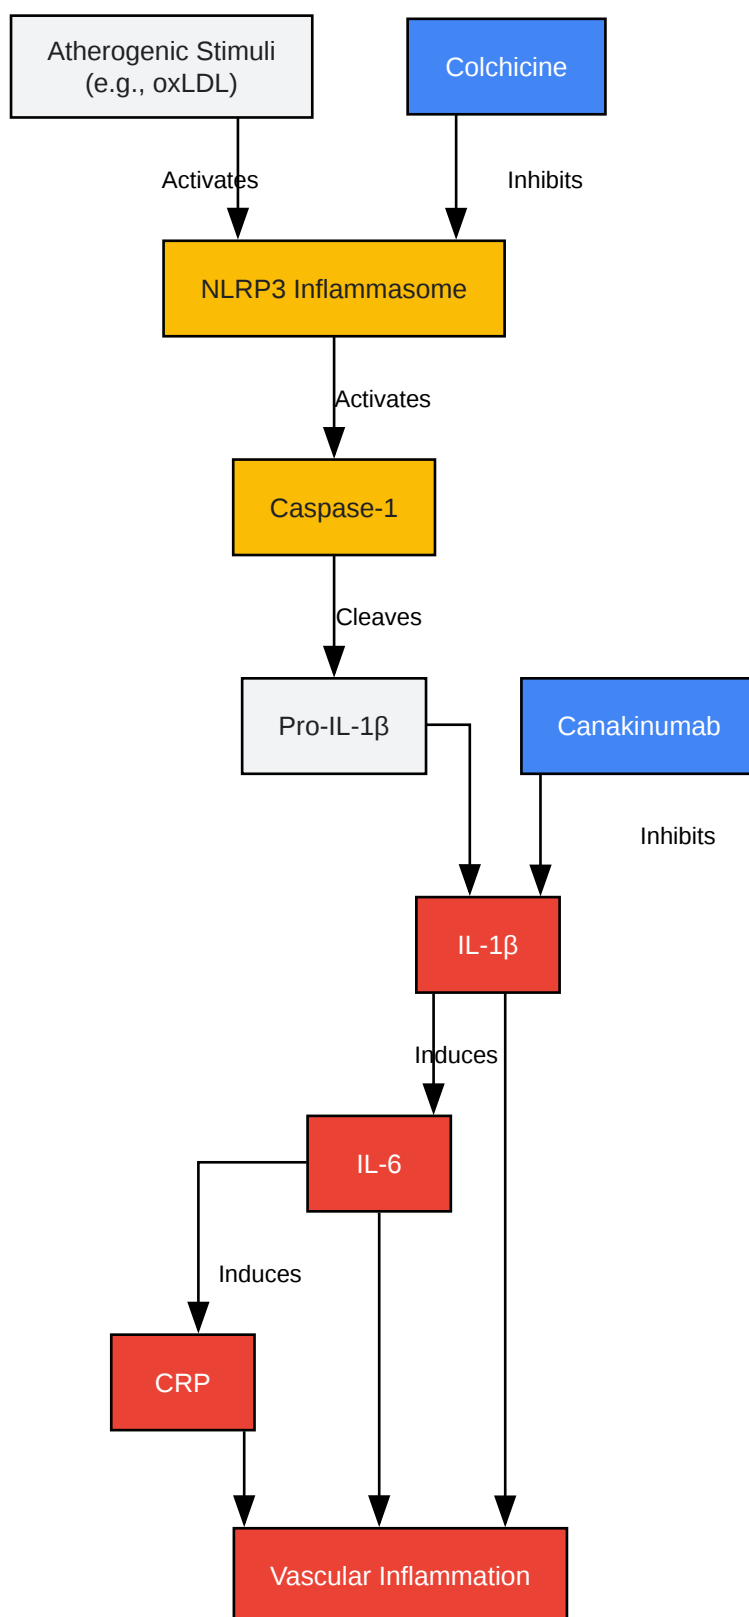 Atherogenic Stimuli
(e.g., oxLDL)
Colchicine
Activates
Inhibits
NLRP3 Inflammasome
Activates
Caspase-1
Cleaves
Pro-IL-1β
Canakinumab
Inhibits
IL-1β
Induces
IL-6
Induces
CRP
Vascular Inflammation